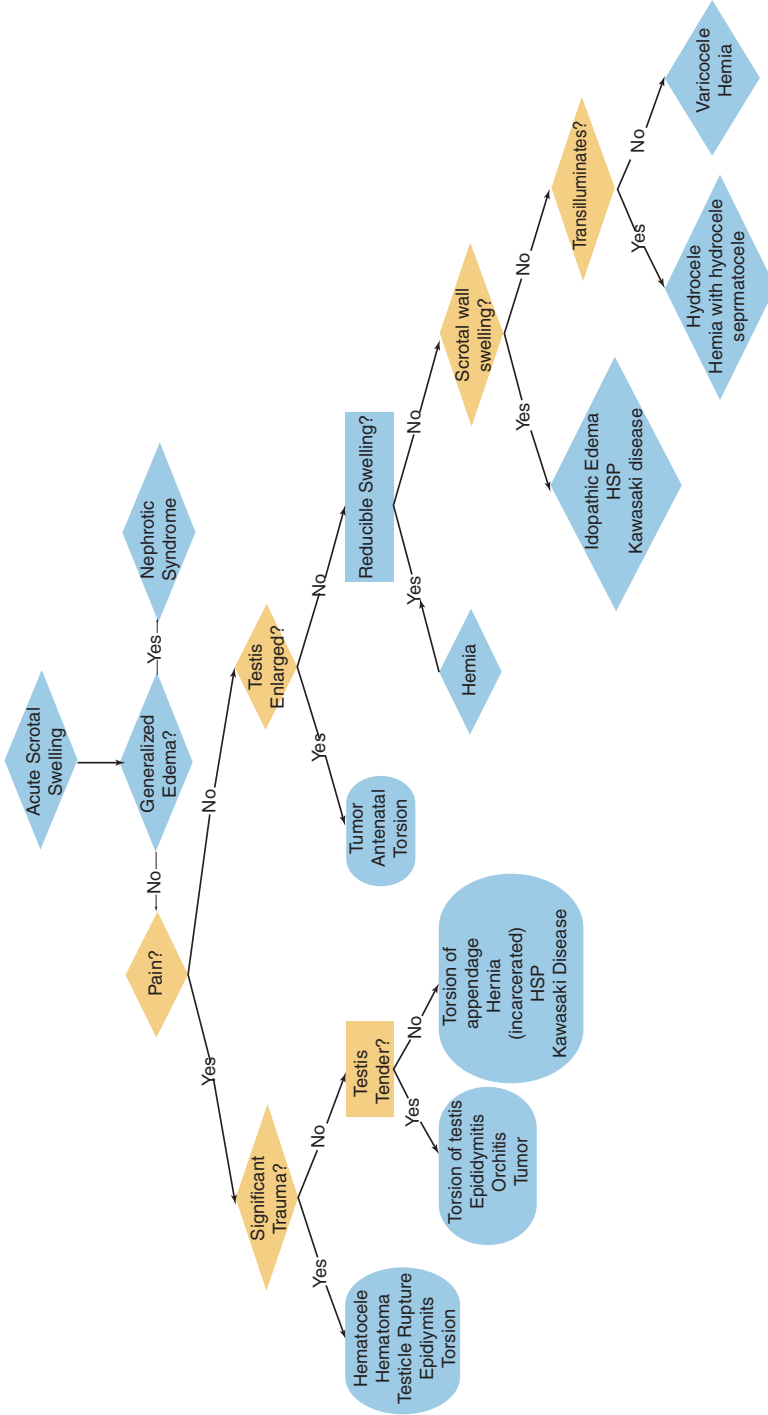 Acute Scrotal
Swelling
Generalized
Edema?
Yes
Nephrotic
Syndrome
No
Pain?
Yes
No
Significant
Trauma?
Yes
No
Hematocele
Hematoma
Testicle Rupture
Epidiymits
Torsion
Testis
Tender?
Yes
No
Torsion of testis
Epididymitis
Orchitis
Tumor
Torsion of
appendage
Hernia
(incarcerated)
HSP
Kawasaki Disease
Testis
Enlarged?
Yes
No
Tumor
Antenatal
Torsion
Reducible Swelling?
Yes
No
Hemia
Scrotal wall
swelling?
Yes
No
Idopathic Edema
HSP
Kawasaki disease
Transilluminates?
Yes
No
Hydrocele
Hemia with hydrocele
seprmatocele
Varicocele
Hemia